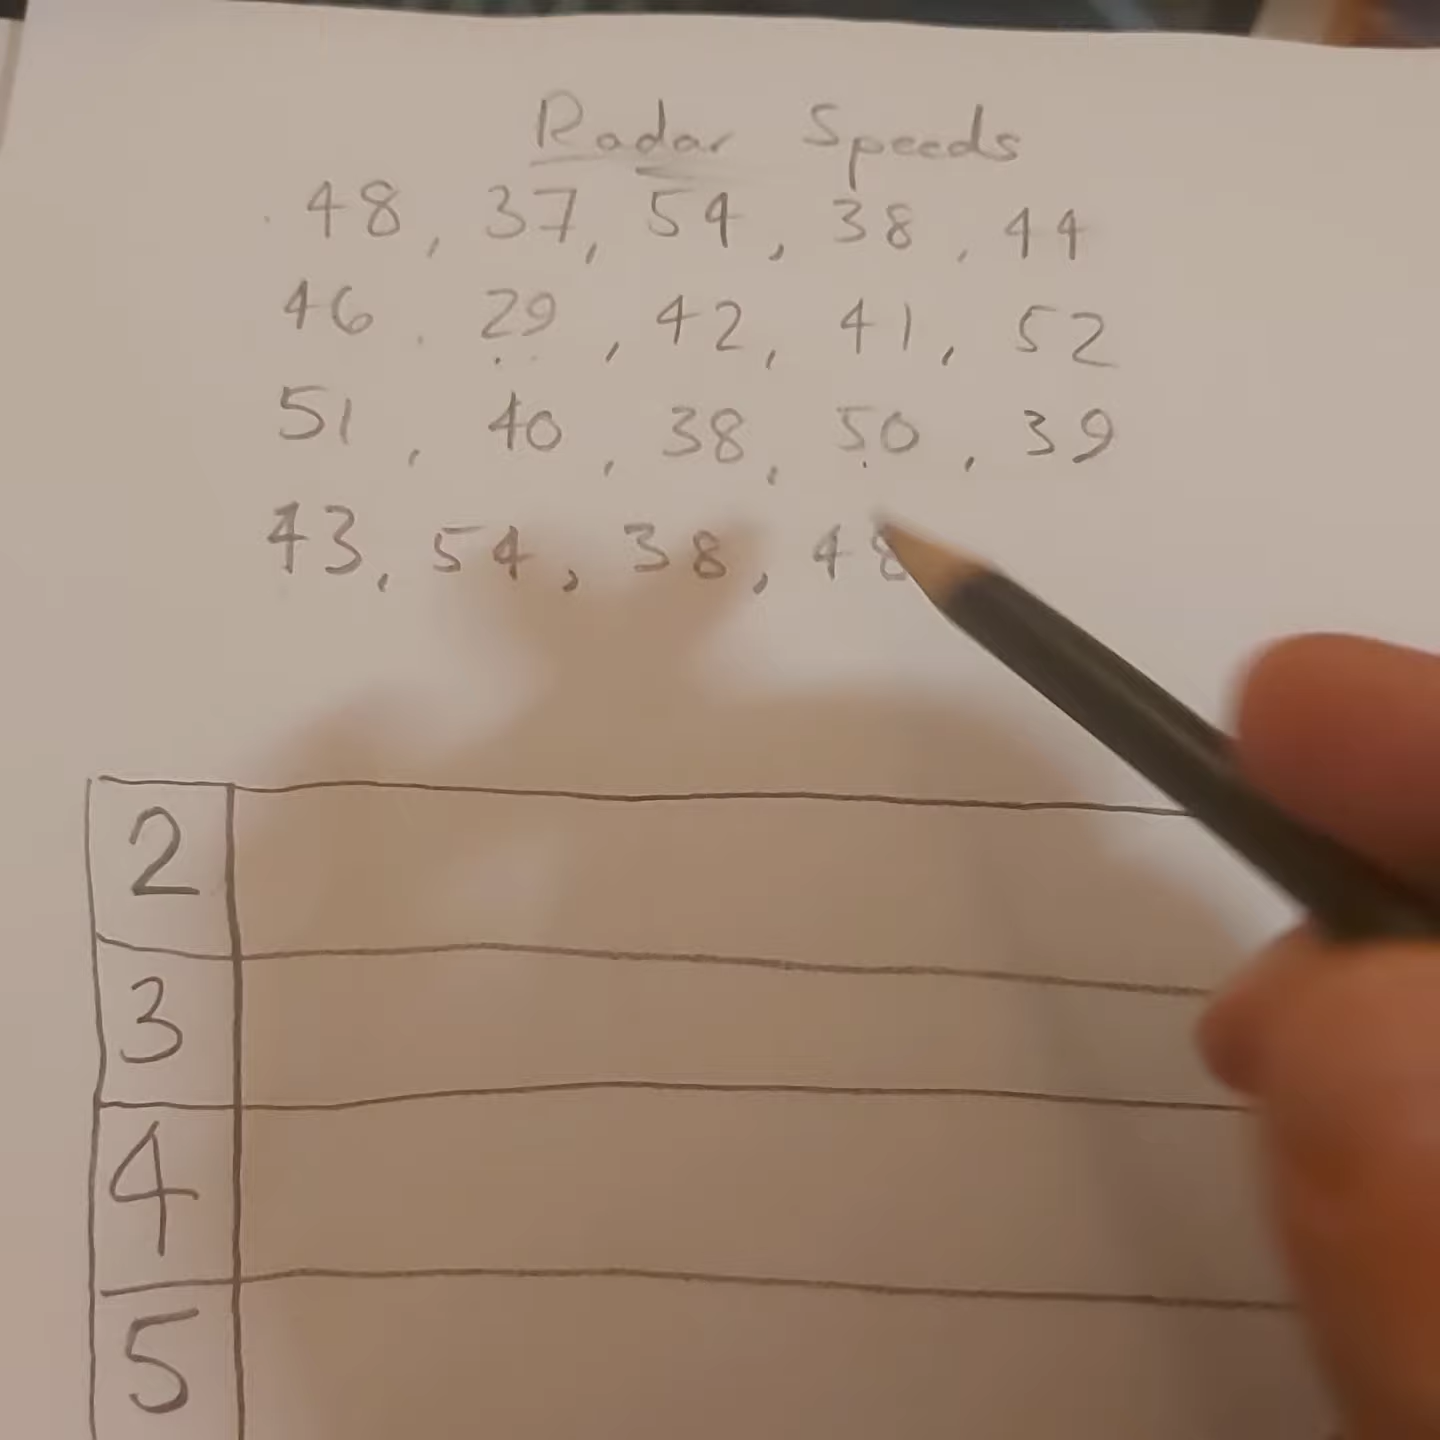 Radar Speeds
48, 37, 54, 38, 44
46, 29, 42, 41, 52
51, 40, 38, 50, 39
43, 54, 38, 48
2
3
4
5